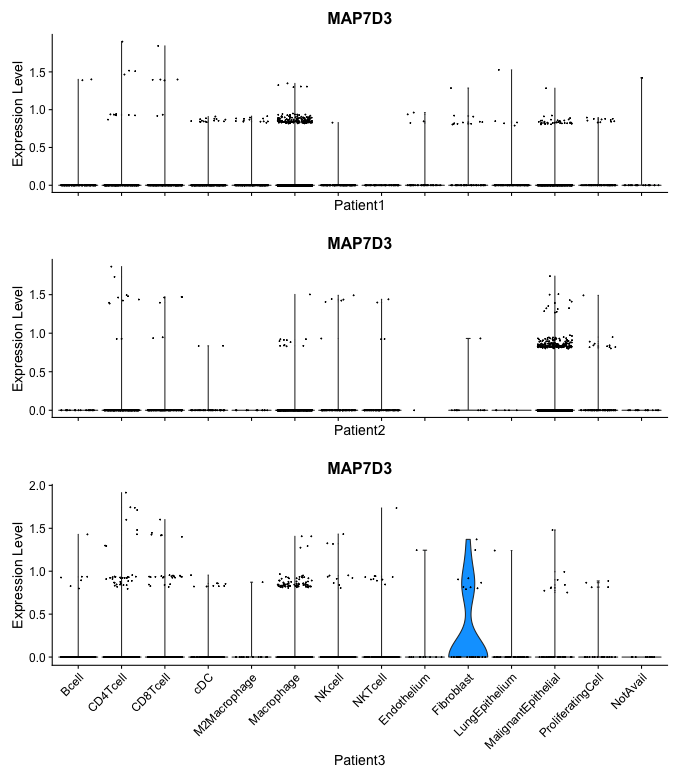 MAP7D3
Expression Level
1.5
1.0
0.5
0.0
Patient1
MAP7D3
Expression Level
1.5
1.0
0.5
0.0
Patient2
MAP7D3
Expression Level
2.0
1.5
1.0
0.5
0.0
Bcell
CD4Tcell
CD8Tcell
cDC
M2Macrophage
Macrophage
NKcell
NKTcell
Endothelium
Fibroblast
LungEpithelium
MalignantEpithelial
ProliferatingCell
NotAvail
Patient3